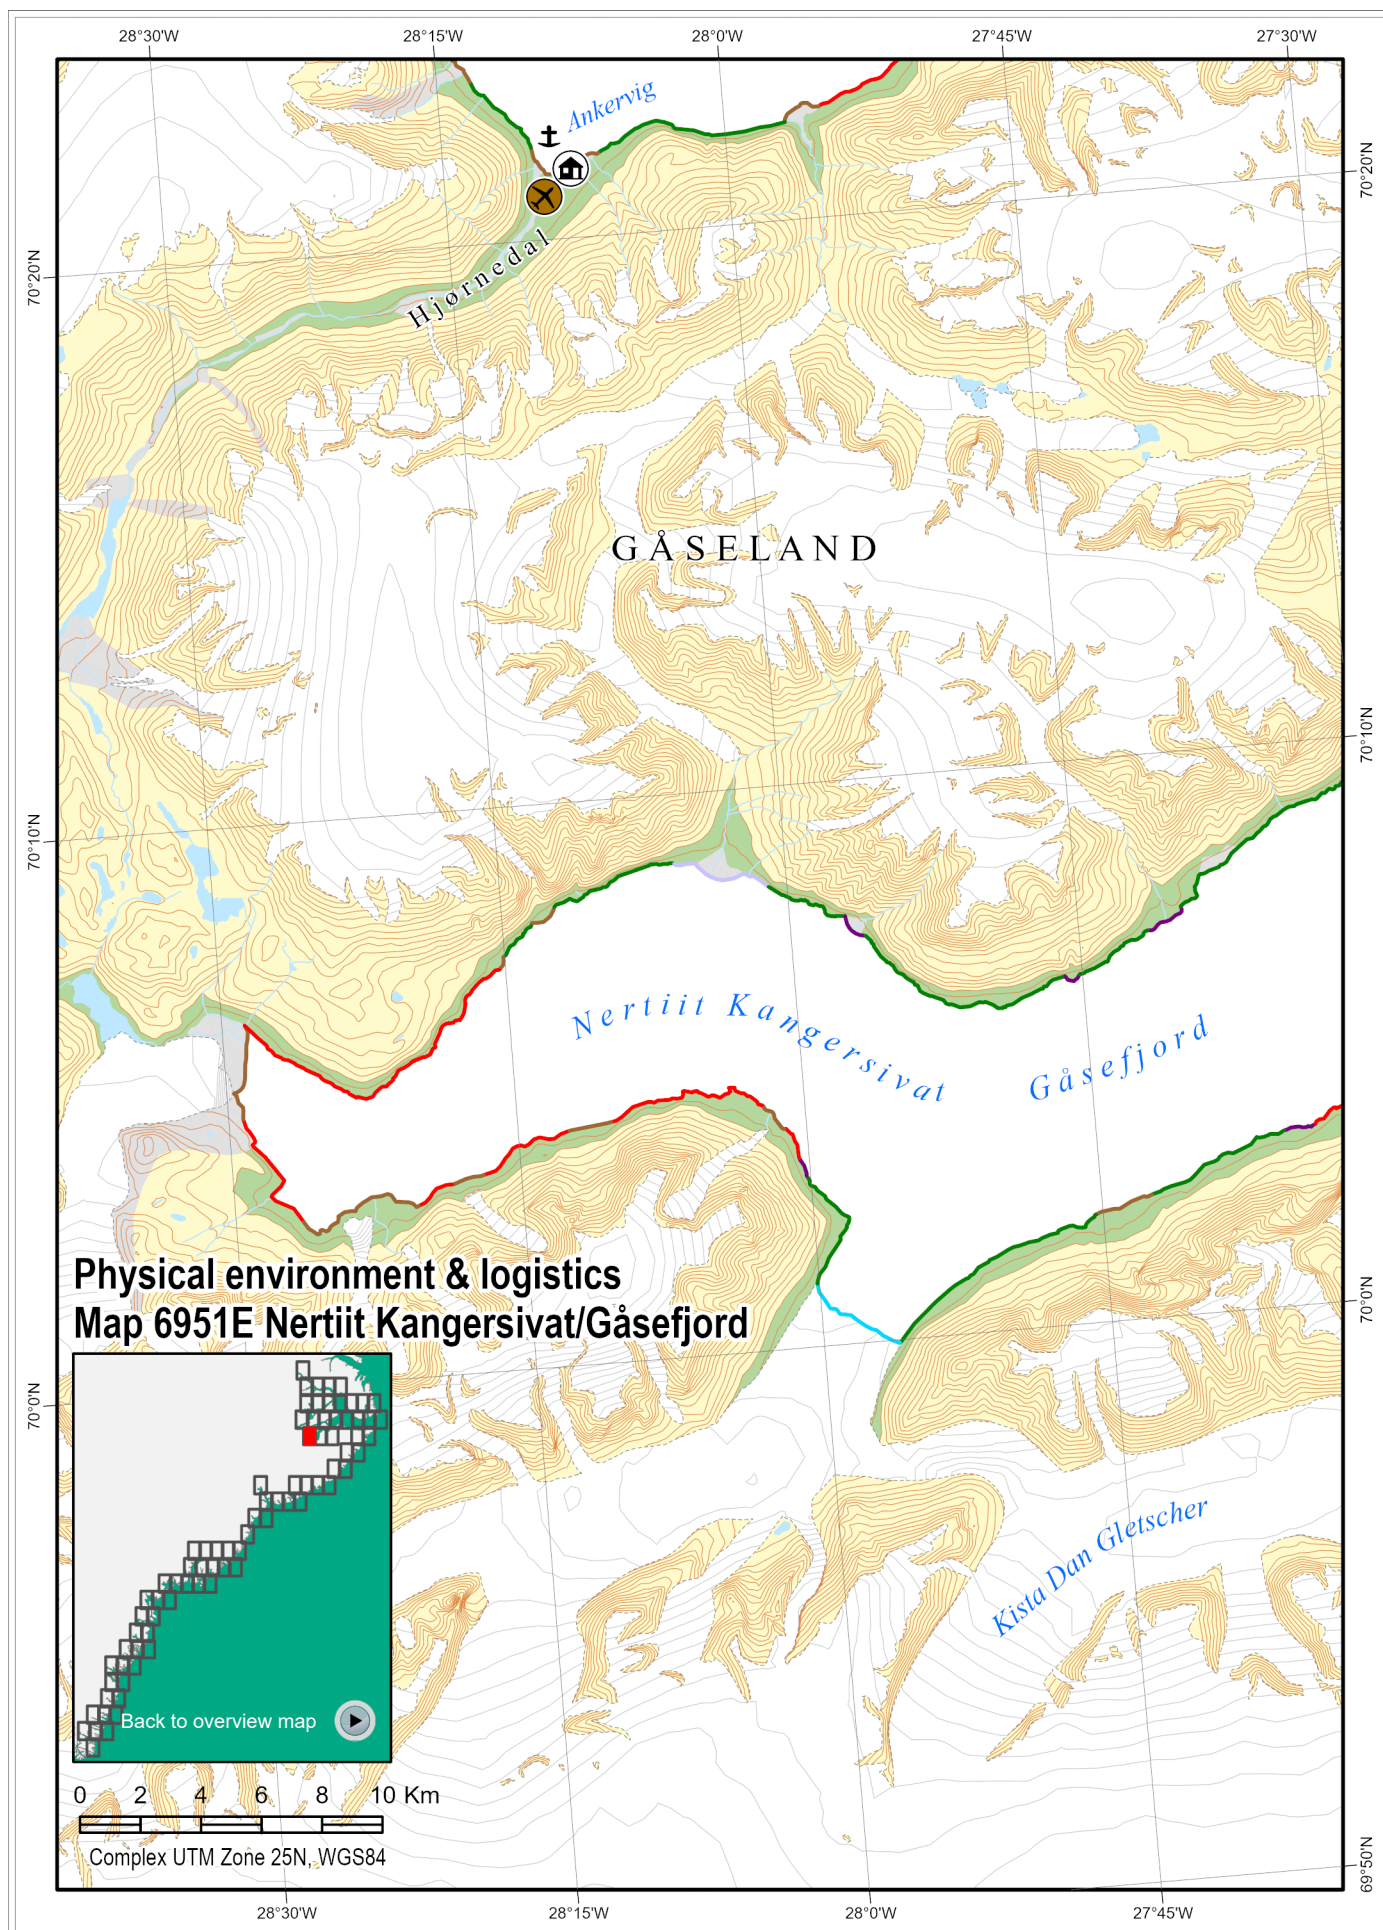 28°30'W 28°15'W 28°0'W 27°45'W 27°30'W
Ankervig
70°20'N
70°20'N
Hjørnedal
GÅSELAND
70°10'N
70°10'N
Nertiit Kangersivat Gåsefjord
Physical environment & logistics
Map 6951E Nertiit Kangersivat/Gåsefjord
70°0'N
70°0'N
Kista Dan Gletscher
Back to overview map
0 2 4 6 8 10 Km
Complex UTM Zone 25N, WGS84
69°50'N
28°30'W 28°15'W 28°0'W 27°45'W